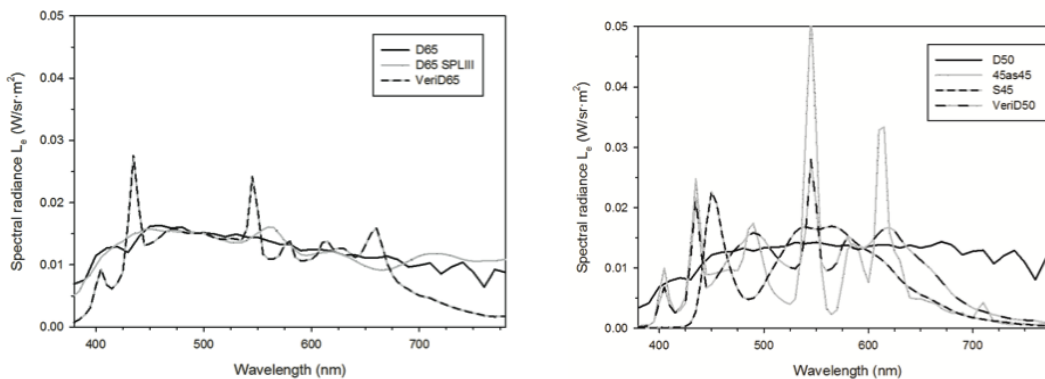 0.05
D65
D65 SPLIII
VeriD65
0.04
0.03
0.02
0.01
0.00
Spectral radiance Lₑ (W/sr·m²)
400 500 600 700
Wavelength (nm)
0.05
D50
45as45
S45
VeriD50
0.04
0.03
0.02
0.01
0.00
Spectral radiance Lₑ (W/sr·m²)
400 500 600 700
Wavelength (nm)